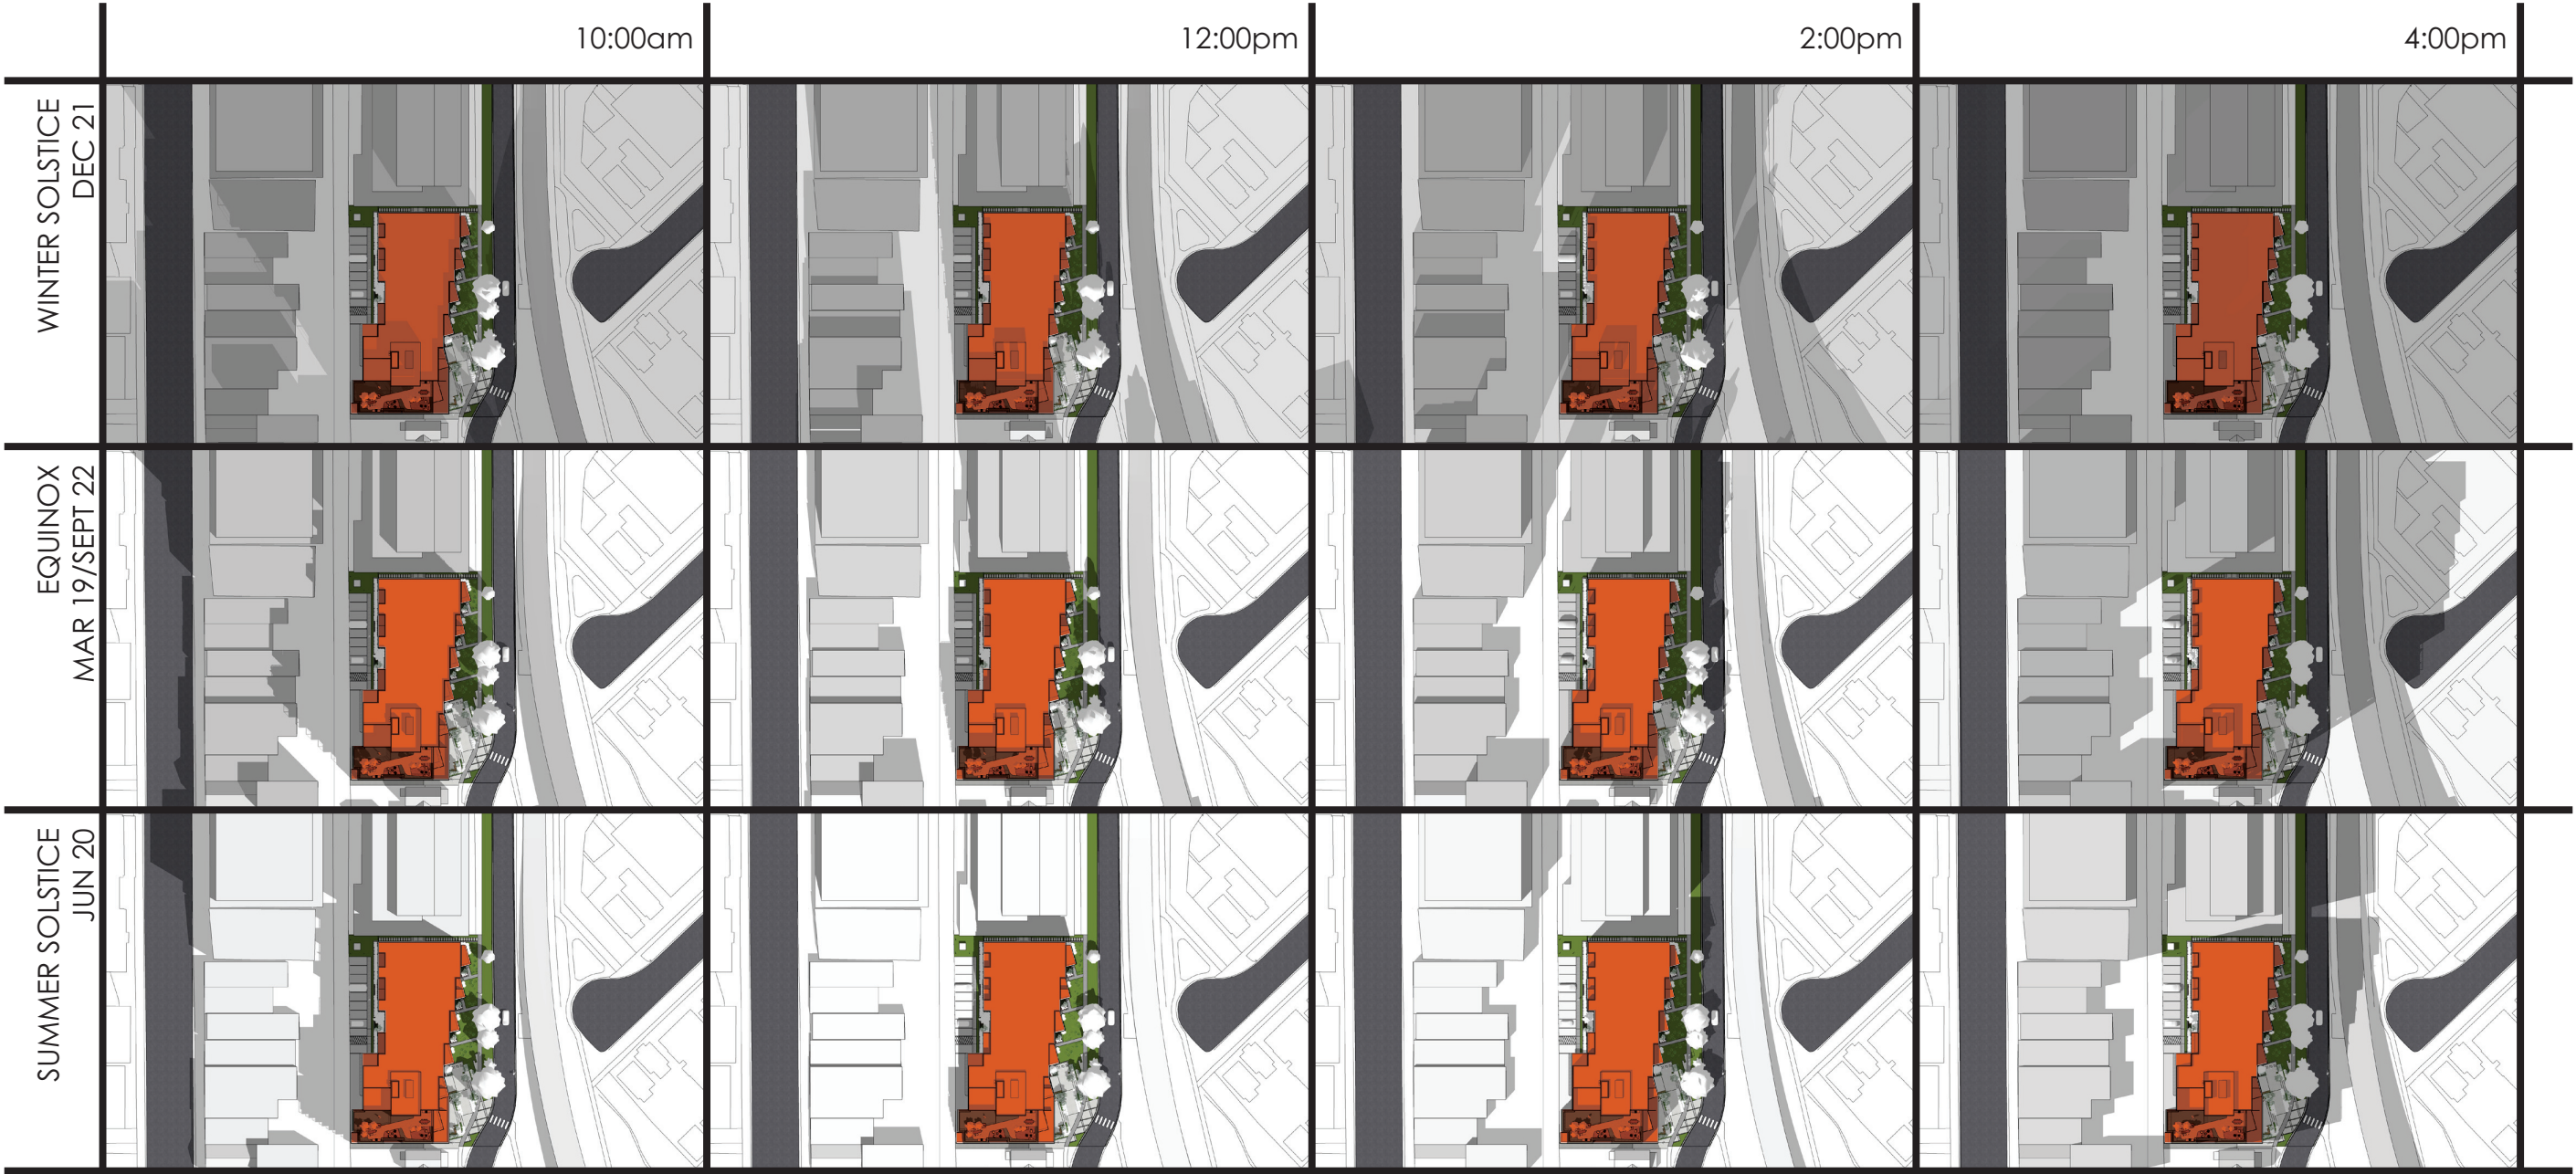 10:00am
12:00pm
2:00pm
4:00pm
WINTER SOLSTICE
DEC 21
EQUINOX
MAR 19/SEPT 22
SUMMER SOLSTICE
JUN 20